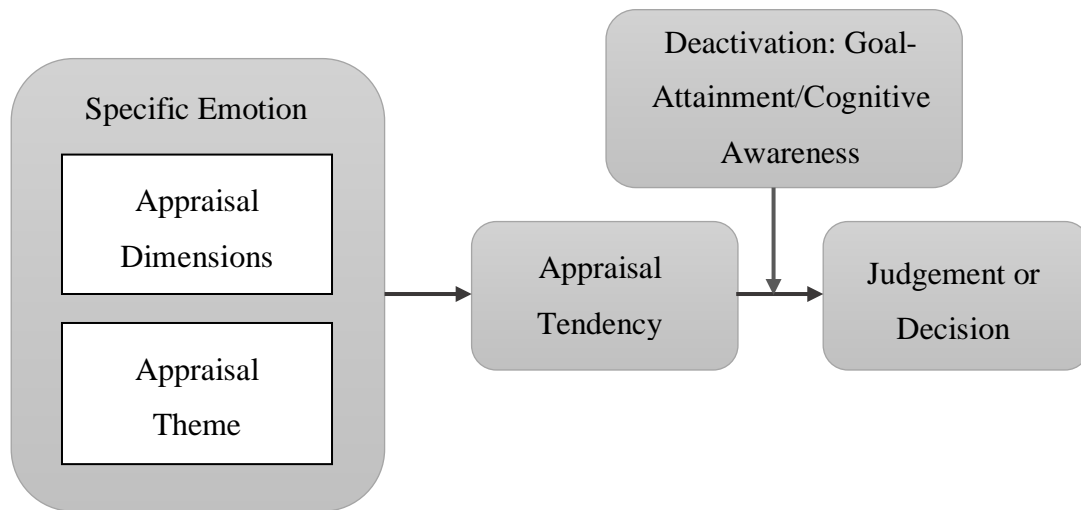 Specific Emotion
Appraisal
Dimensions
Appraisal
Theme
Appraisal
Tendency
Deactivation: Goal-
Attainment/Cognitive
Awareness
Judgement or
Decision